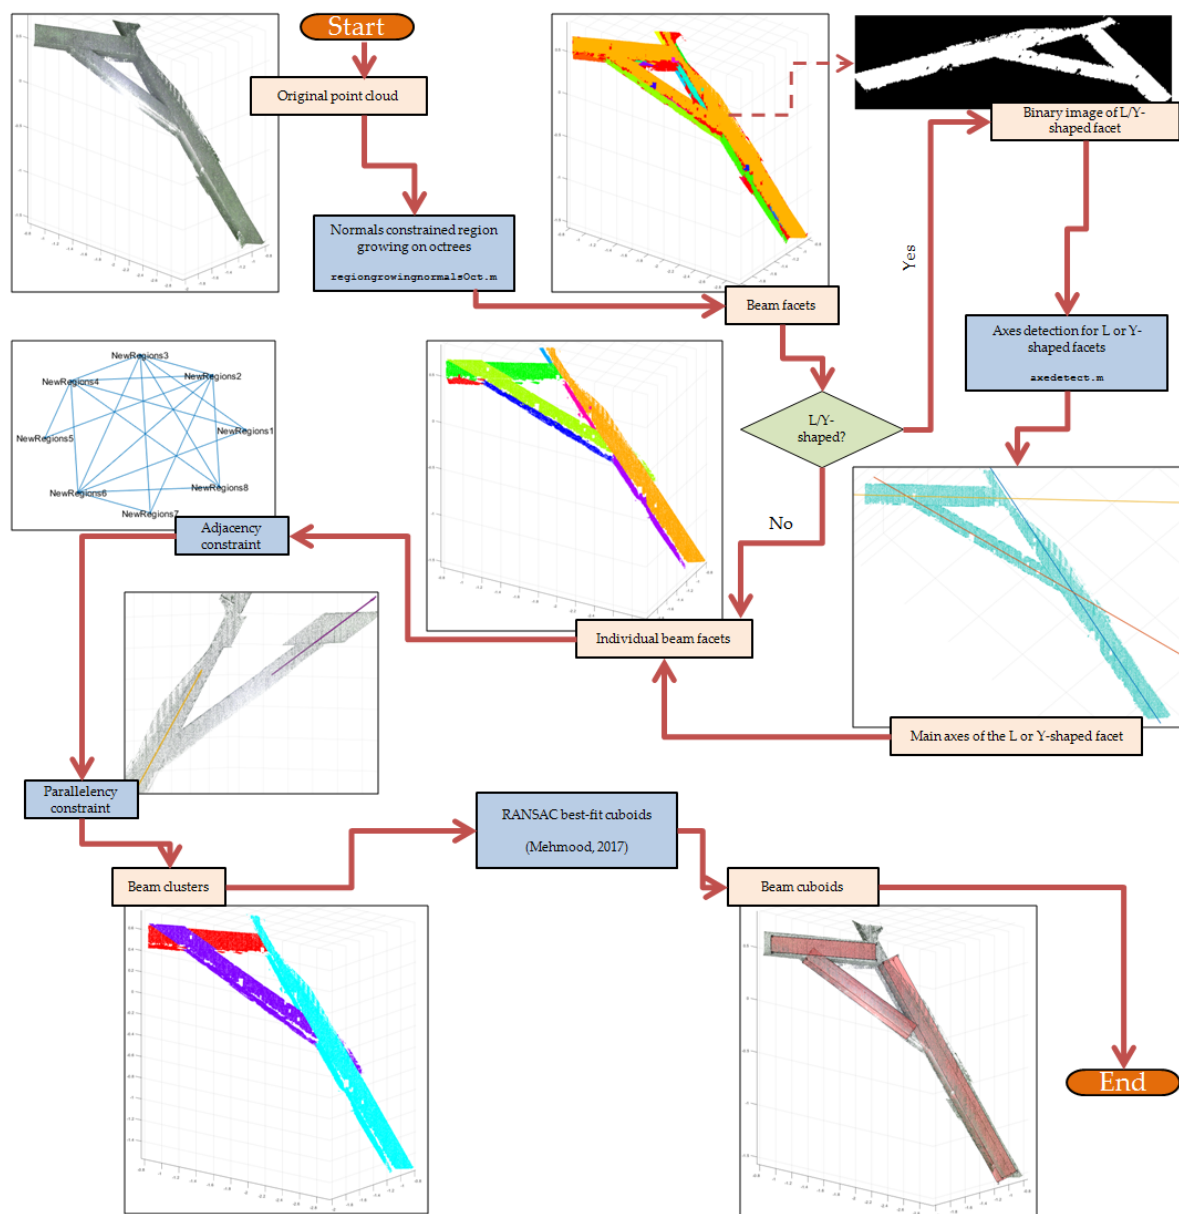 Start
Original point cloud
Normals constrained region
growing on octrees
regiongrowingnormalsOct.m
Beam facets
Binary image of L/Y-
shaped facet
Yes
Axes detection for L or Y-
shaped facets
axedetect.m
L/Y-
shaped?
No
Main axes of the L or Y-shaped facet
Individual beam facets
NewRegions3
NewRegions4
NewRegions2
NewRegions5
NewRegions1
NewRegions6
NewRegions8
NewRegions7
Adjacency
constraint
Parallelency
constraint
Beam clusters
RANSAC best-fit cuboids
(Mehmood, 2017)
Beam cuboids
End